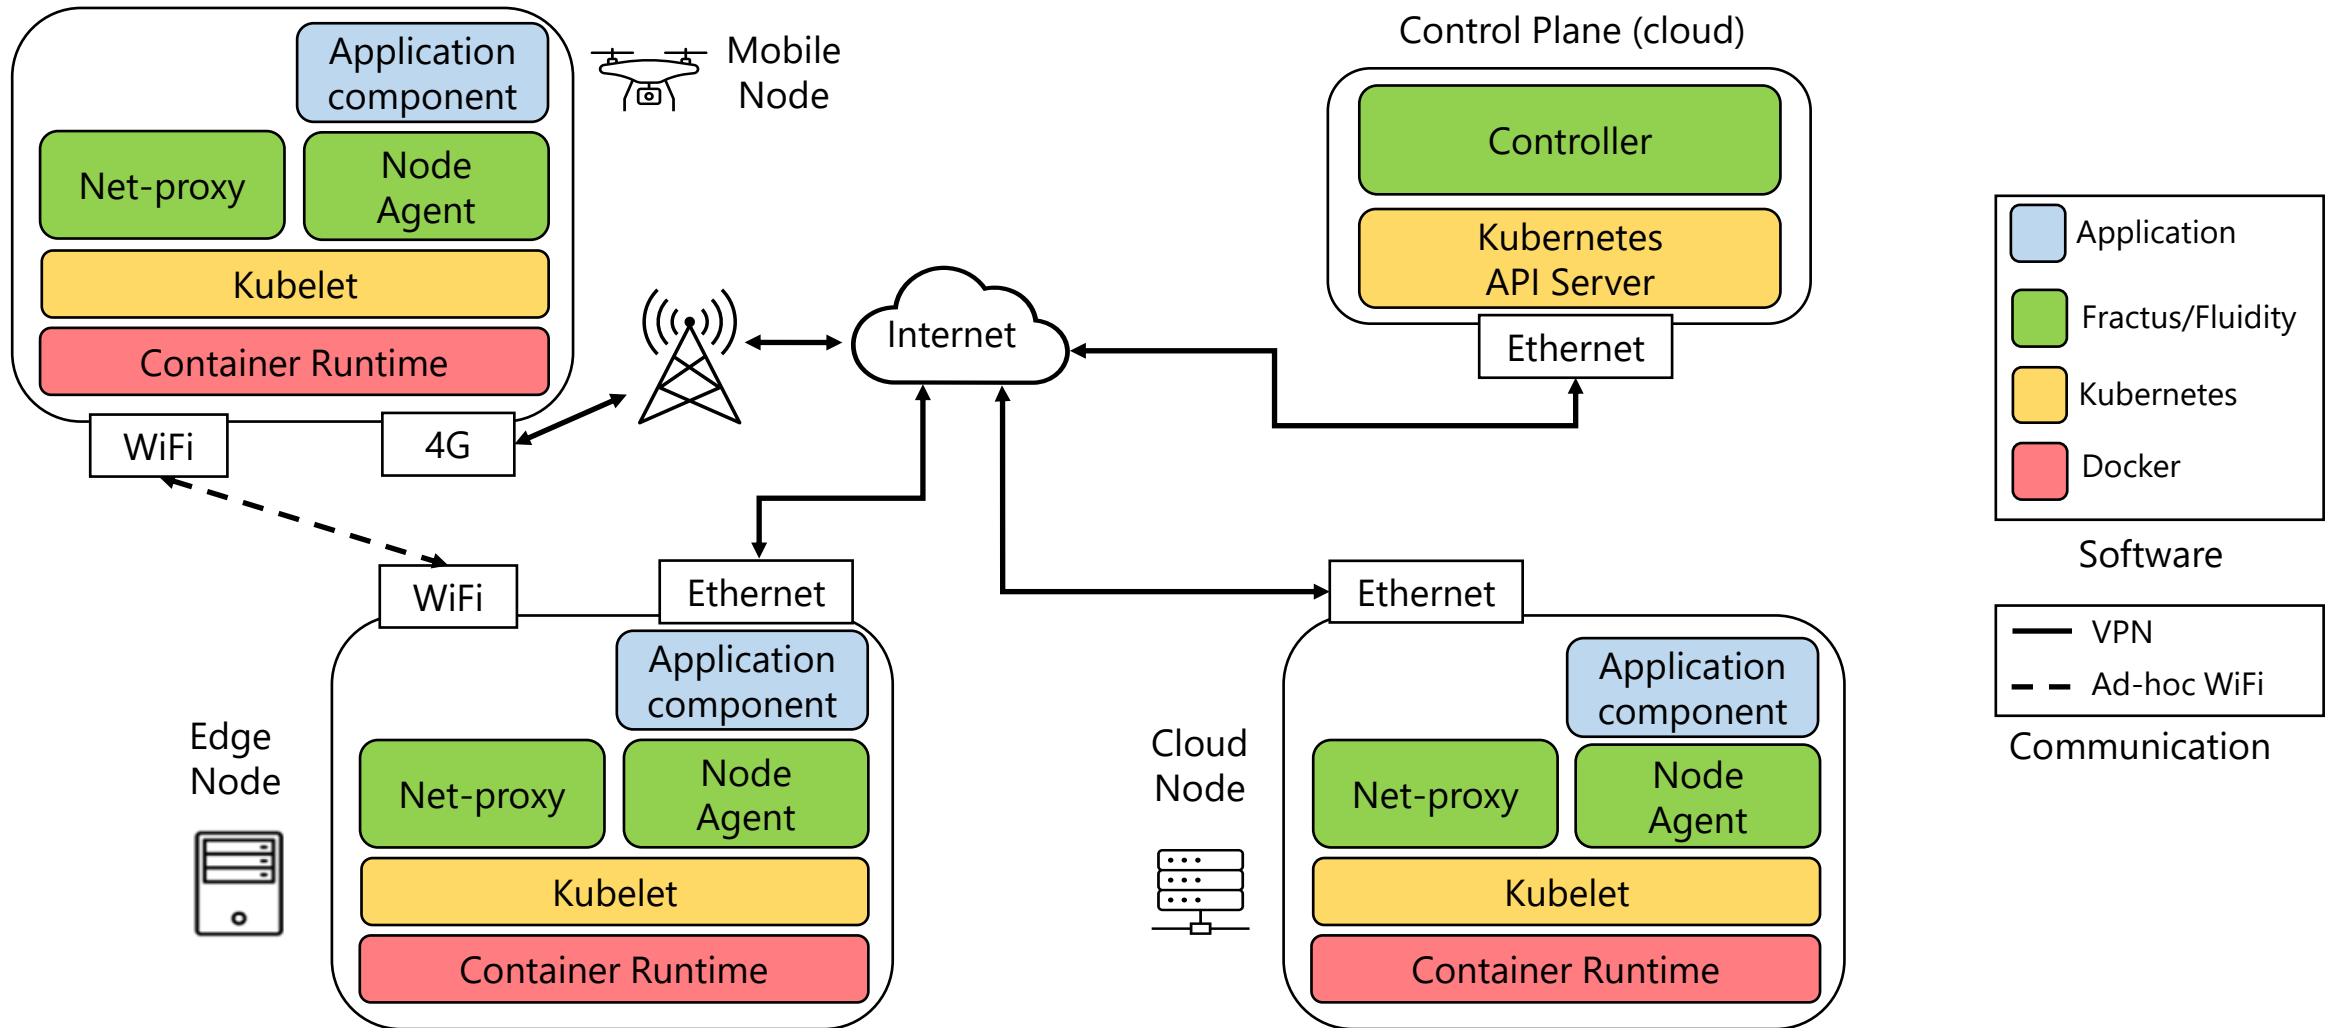 Application
component
Net-proxy
Node
Agent
Kubelet
Container Runtime
WiFi
4G
Mobile
Node
Internet
Control Plane (cloud)
Controller
Kubernetes
API Server
Ethernet
Application
Fractus/Fluidity
Kubernetes
Docker
Software
VPN
Ad-hoc WiFi
Communication
WiFi
Ethernet
Application
component
Net-proxy
Node
Agent
Kubelet
Container Runtime
Edge
Node
Ethernet
Application
component
Net-proxy
Node
Agent
Kubelet
Container Runtime
Cloud
Node